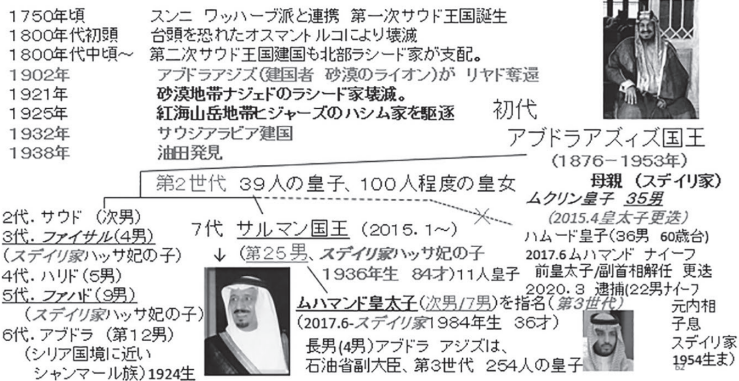 1750年頃 スンニ ワッハーブ派と連携 第一次サウド王国誕生
1800年代初頭 台頭を恐れたオスマントルコにより壊滅
1800年代中頃～ 第二次サウド王国建国も北部ラシード家が支配。
1902年 アブドラアジズ(建国者 砂漠のライオン)が リヤド奪還
1921年 砂漠地帯ナジェドのラシード家壊滅。
1925年 紅海山岳地帯ヒジャーズのハシム家を駆逐
1932年 サウジアラビア建国
1938年 油田発見
初代
アブドラアズィズ国王
(1876－1953年)
母親 (スデイリ家)
ムクリン皇子 35男
(2015.4皇太子更迭)
ハムード皇子(36男 60歳台)
2017.6ムハマンド ナイーフ
前皇太子/副首相解任 更迭
2020.3 逮捕(22男ナイーフ
元内相
子息
スデイリ家
1954生ま)
第2世代 39人の皇子、100人程度の皇女
2代．サウド (次男)
3代．ファイサル(4男)
(スデイリ家ハッサ妃の子)
4代．ハリド(5男)
5代．ファハド(9男)
(スデイリ家ハッサ妃の子)
6代．アブドラ (第12男)
(シリア国境に近い
シャンマール族)1924生
7代 サルマン国王 (2015.1～)
↓ (第25男、スデイリ家ハッサ妃の子
1936年生 84才)11人皇子
ムハマンド皇太子(次男/7男)を指名(第3世代)
(2017.6-スデイリ家1984年生 36才)
長男(4男)アブドラ アジズは、
石油省副大臣、第3世代 254人の皇子
62